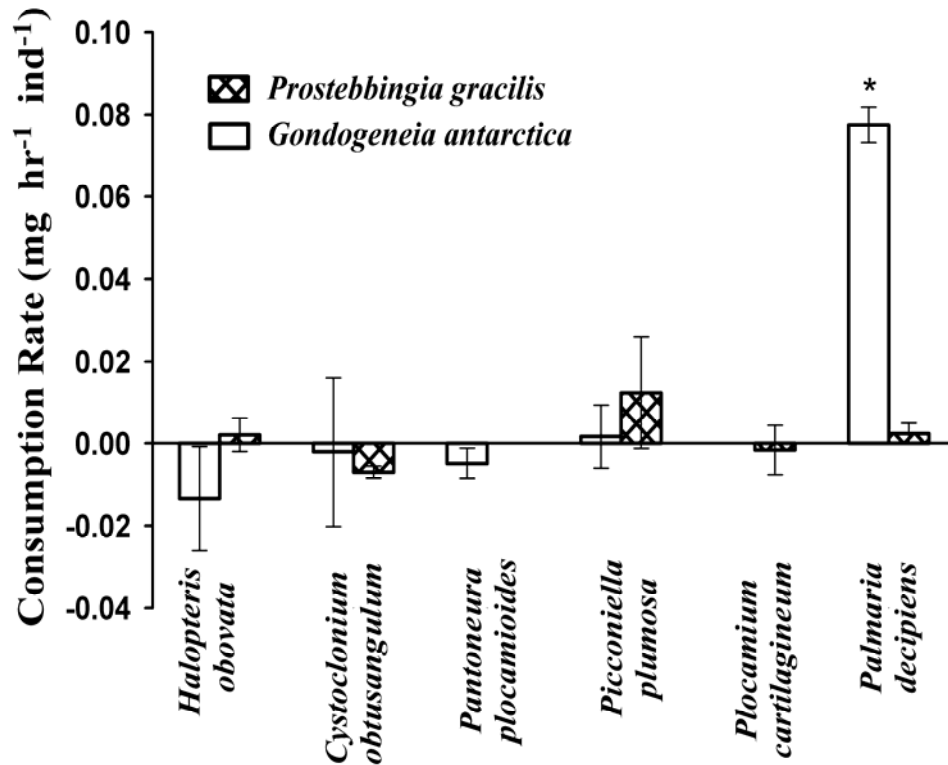 Consumption Rate (mg hr-1 ind-1)
0.10
0.08
0.06
0.04
0.02
0.00
-0.02
-0.04
Prostebbingia gracilis
Gondogeneia antarctica
*
Halopteris
obovata
Cystoclonium
obtusangulum
Pantoneura
plocamioides
Picconiella
plumosa
Plocamium
cartilagineum
Palmaria
decipiens